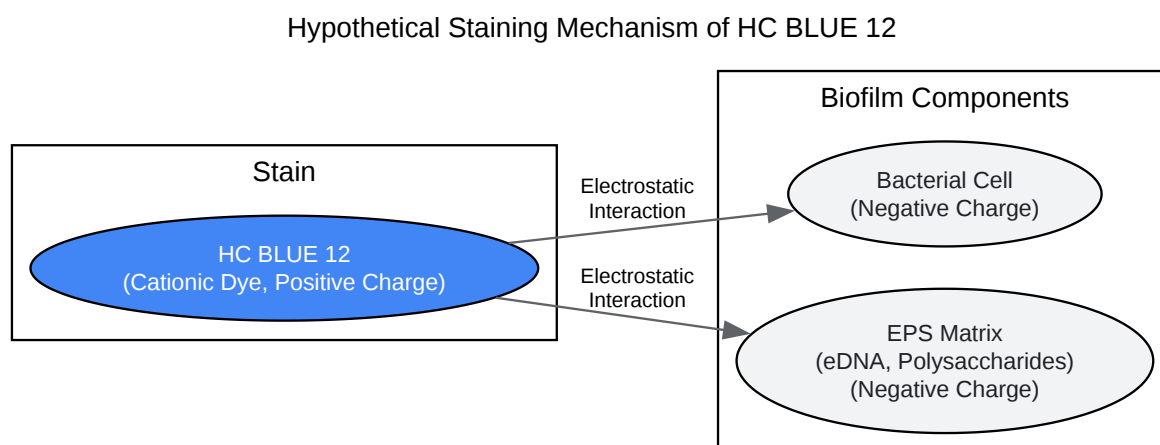 Hypothetical Staining Mechanism of HC BLUE 12
Stain
HC BLUE 12
(Cationic Dye, Positive Charge)
Electrostatic
Interaction
Electrostatic
Interaction
Biofilm Components
Bacterial Cell
(Negative Charge)
EPS Matrix
(eDNA, Polysaccharides)
(Negative Charge)